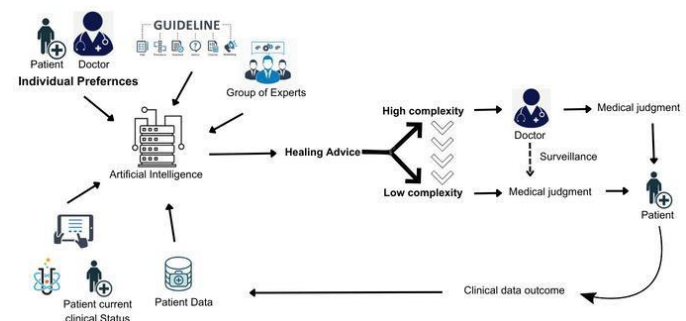 GUIDELINE
Patient Doctor
Individual Prefernces
Group of Experts
Artificial Intelligence
Healing Advice
High complexity
Low complexity
Doctor
Surveillance
Medical judgment
Medical judgment
Patient
Clinical data outcome
Patient Data
Patient current
clinical Status